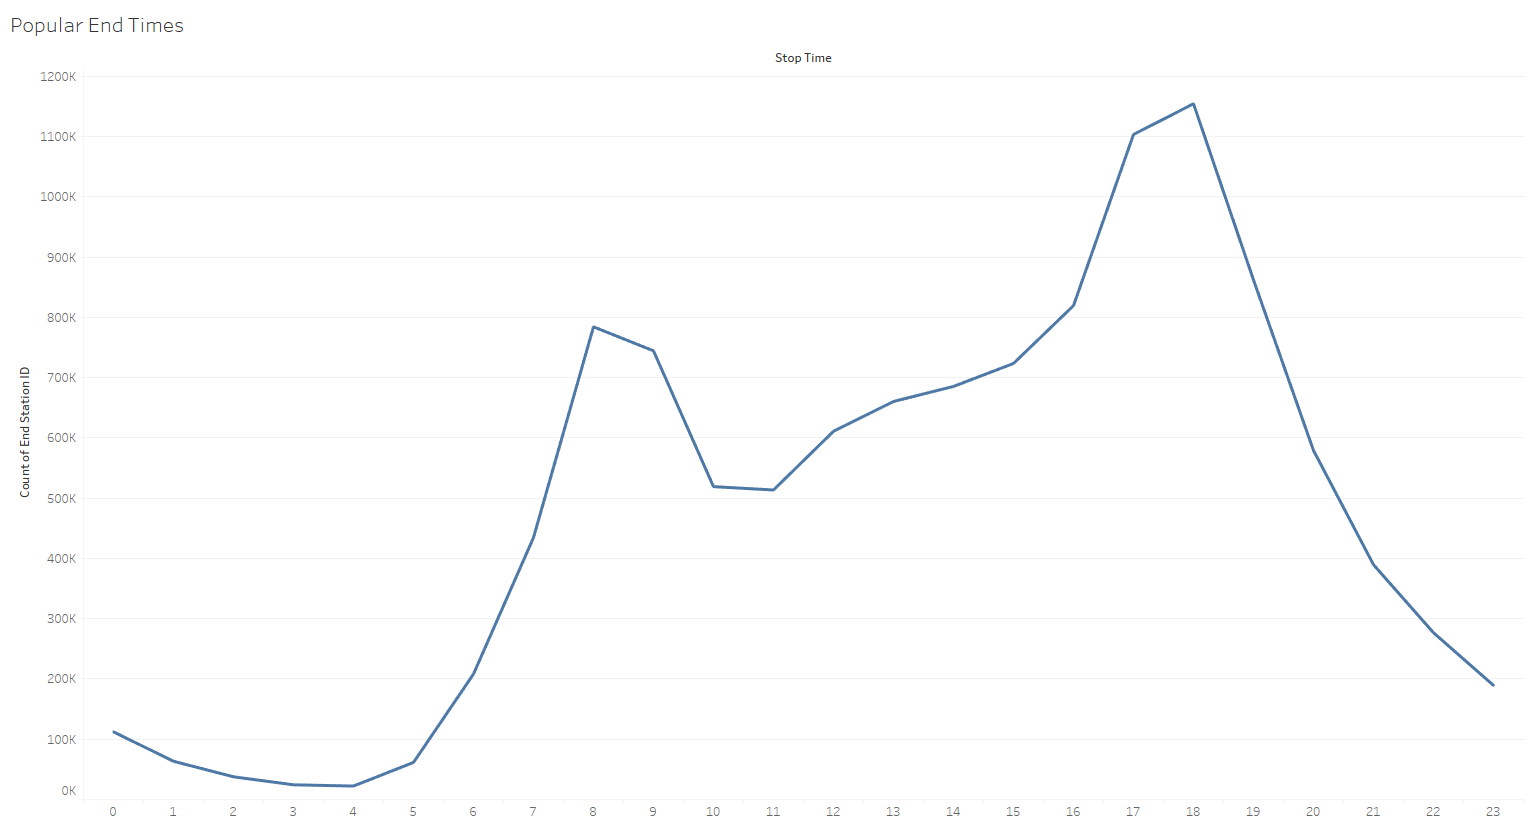 Popular End Times
Stop Time
1200K
1100K
1000K
900K
800K
700K
600K
500K
400K
300K
200K
100K
0K
Count of End Station ID
0 1 2 3 4 5 6 7 8 9 10 11 12 13 14 15 16 17 18 19 20 21 22 23